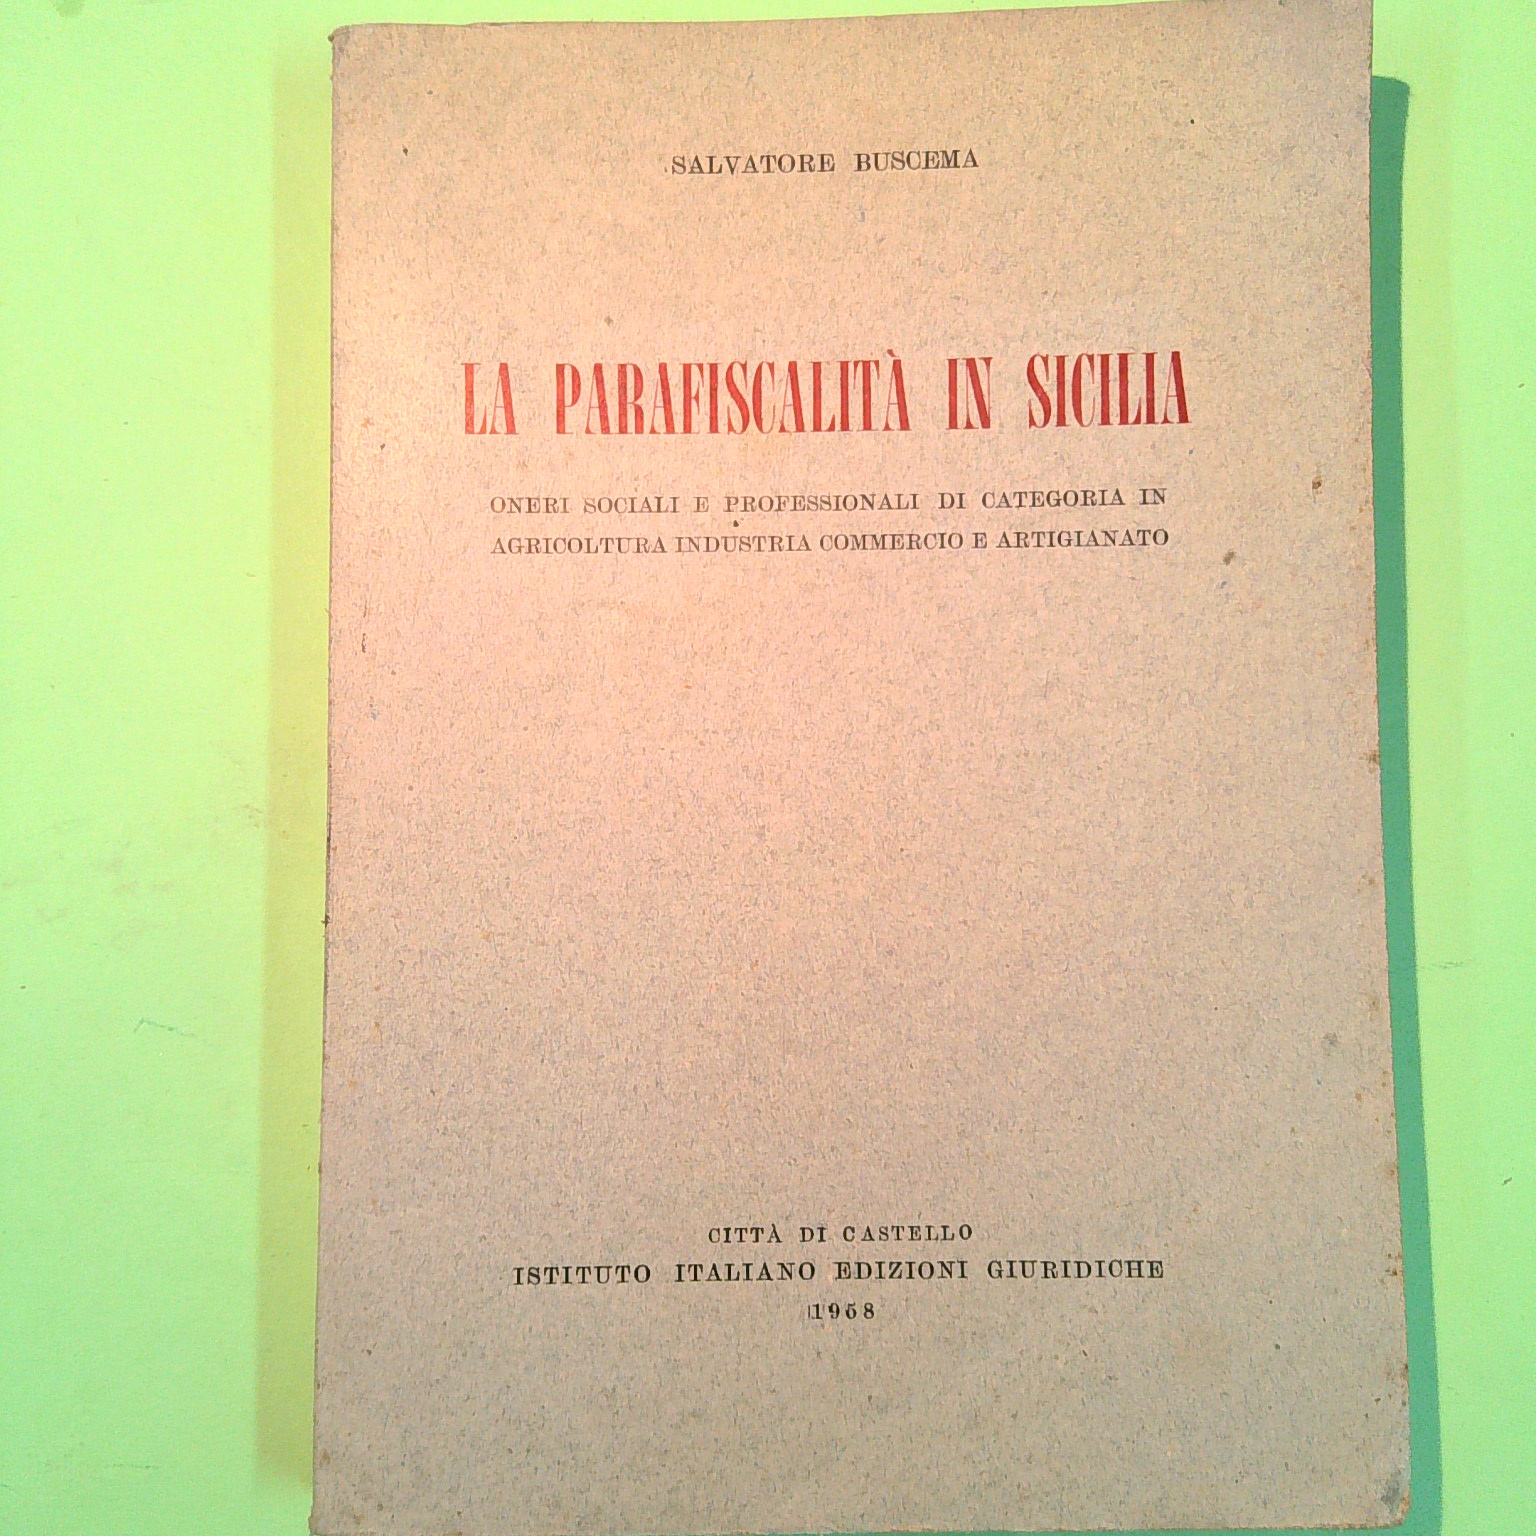 SALVATORE BUSCEMA
LA PARAFISCALITÀ IN SICILIA
ONERI SOCIALI E PROFESSIONALI DI CATEGORIA IN
AGRICOLTURA INDUSTRIA COMMERCIO E ARTIGIANATO
CITTÀ DI CASTELLO
ISTITUTO ITALIANO EDIZIONI GIURIDICHE